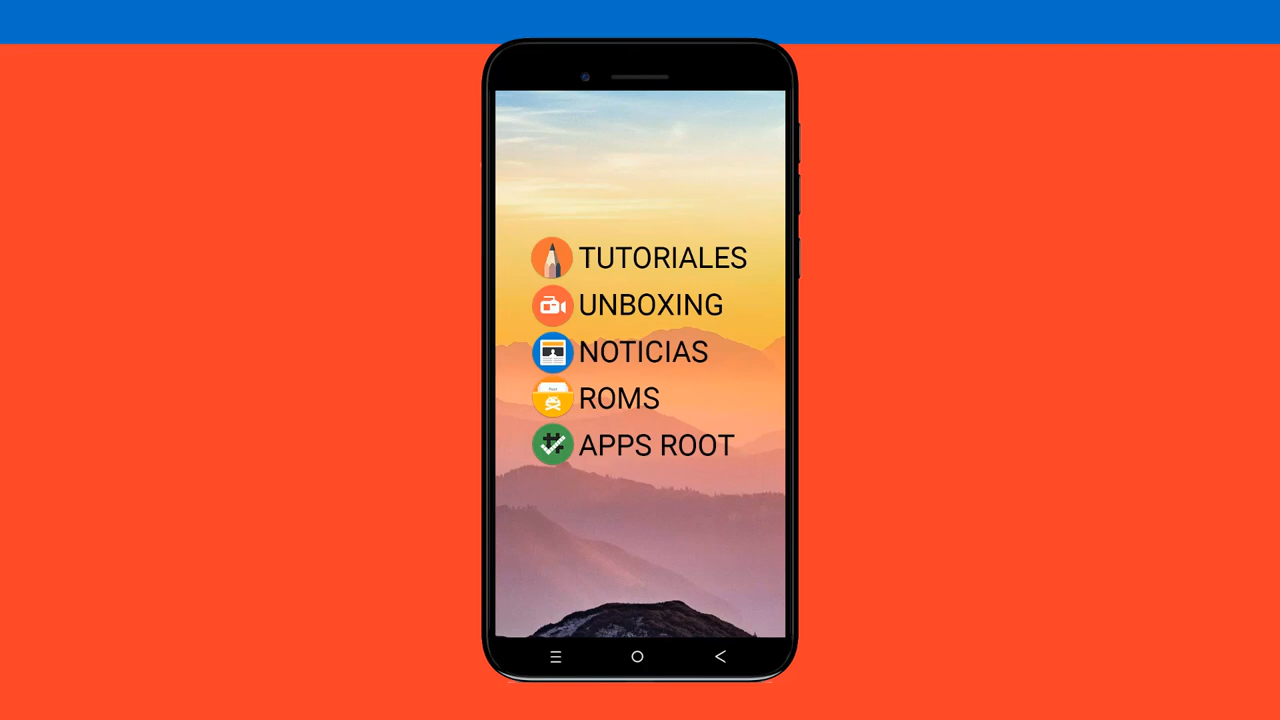 TUTORIALES
UNBOXING
NOTICIAS
ROMS
APPS ROOT